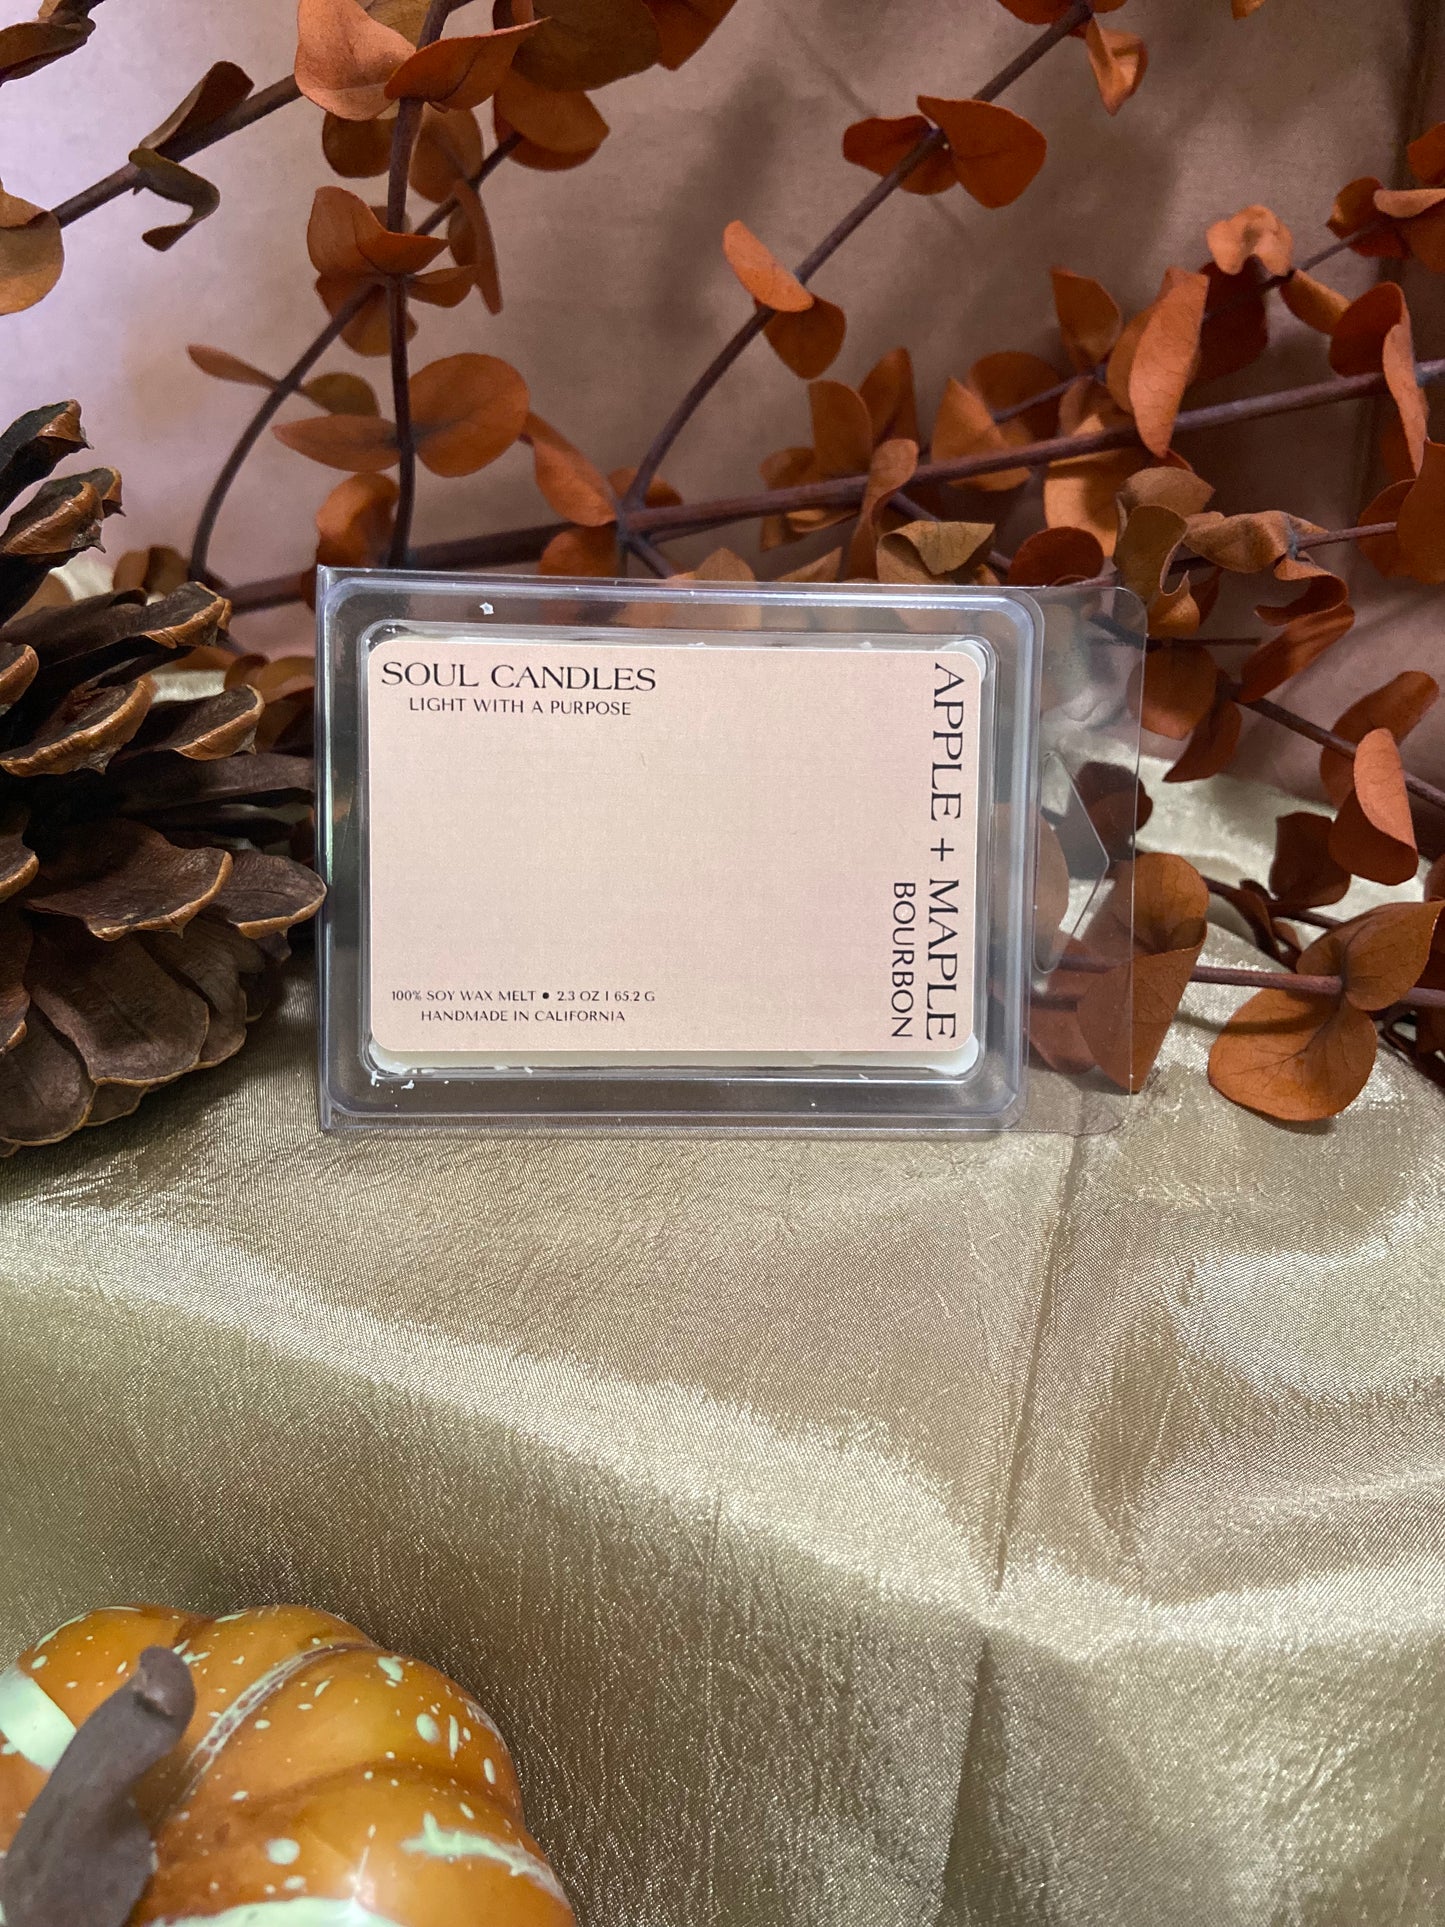 SOUL CANDLES
LIGHT WITH A PURPOSE
APPLE + MAPLE
BOURBON
100% SOY WAX MELT • 2.3 OZ | 65.2 G
HANDMADE IN CALIFORNIA